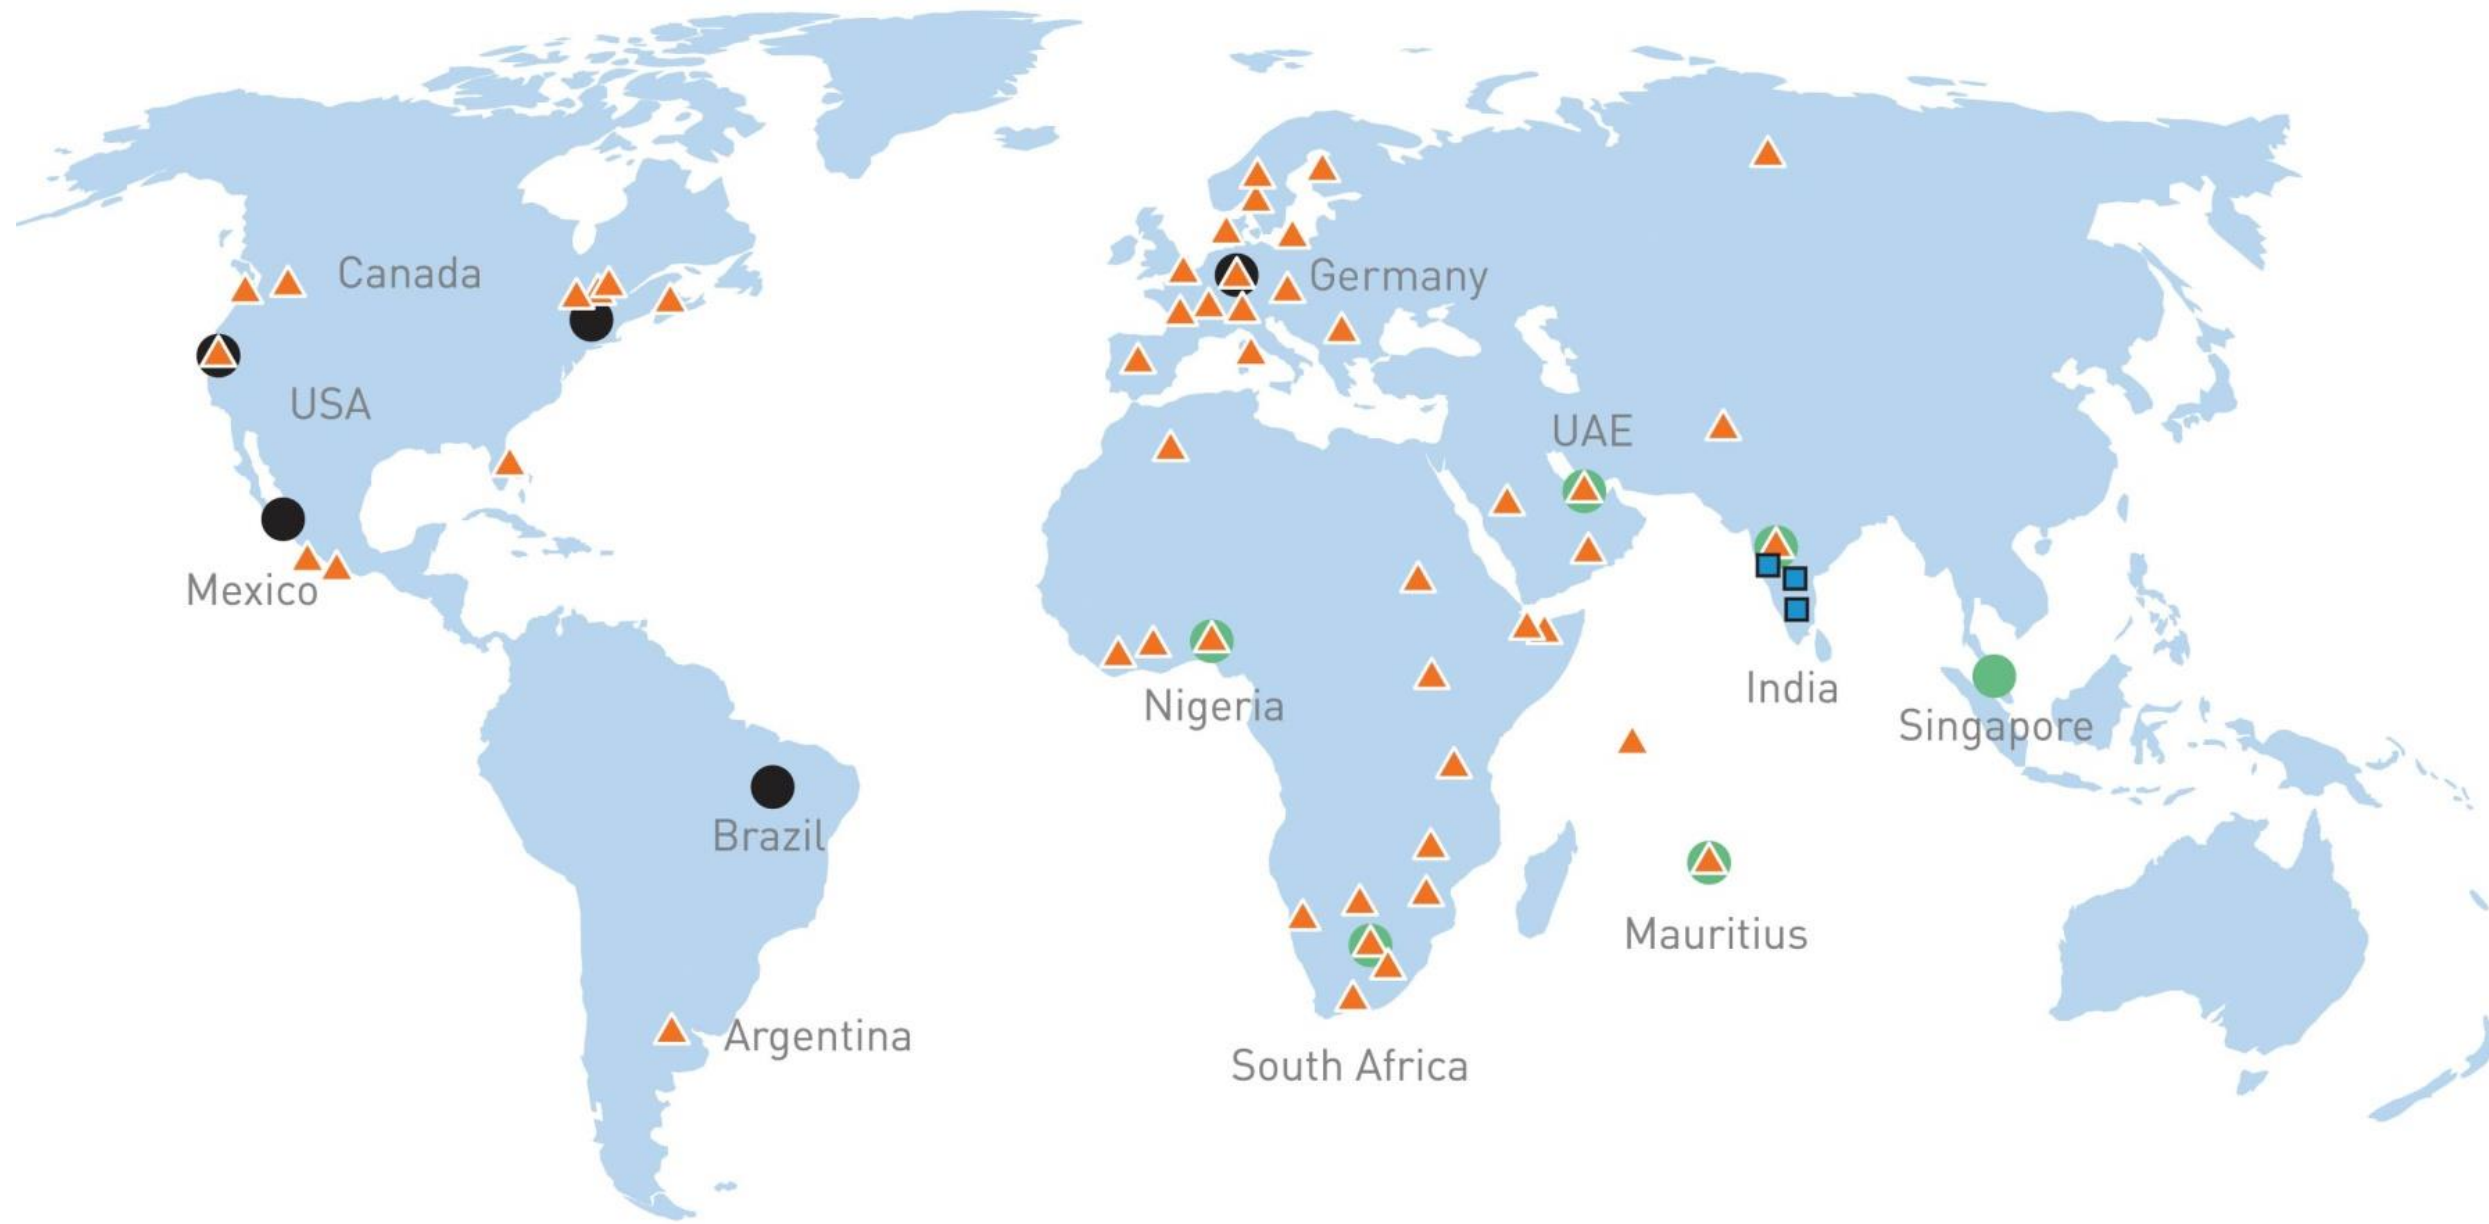 Canada
Germany
USA
UAE
Mexico
India
Nigeria
Singapore
Brazil
Mauritius
Argentina
South Africa